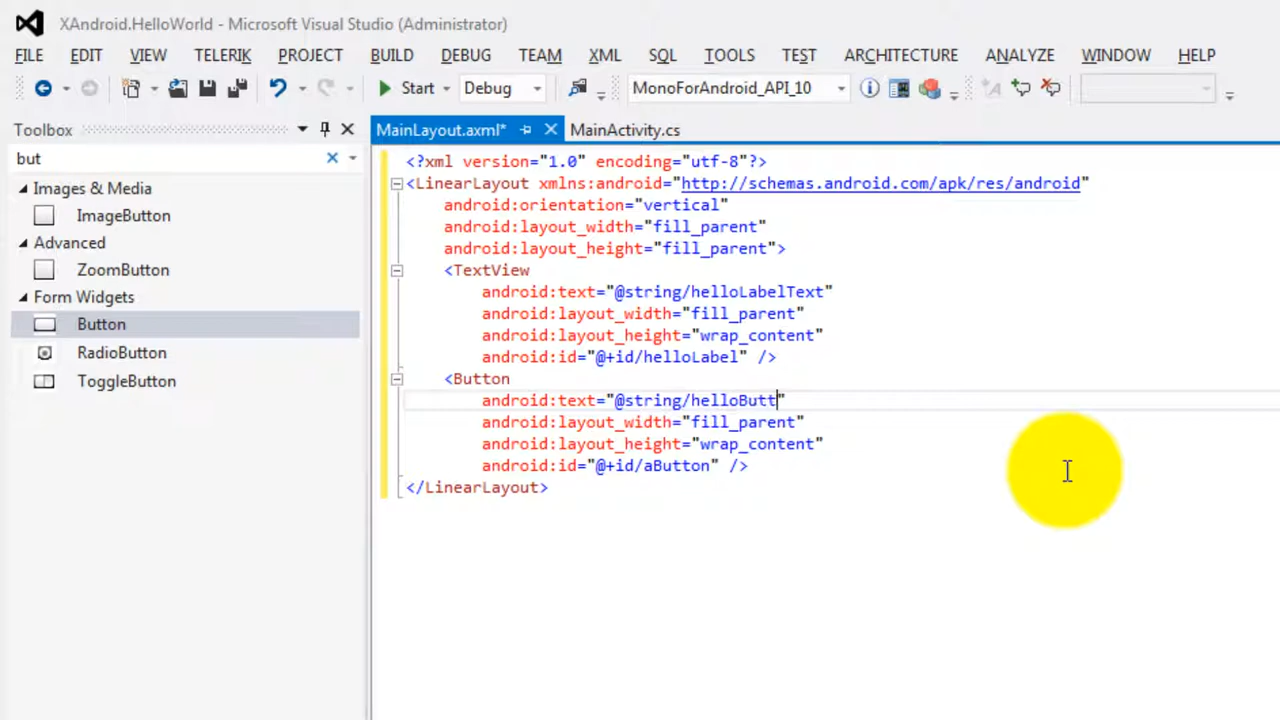 XAndroid.HelloWorld - Microsoft Visual Studio (Administrator)
FILE EDIT VIEW TELERIK PROJECT BUILD DEBUG TEAM XML SQL TOOLS TEST ARCHITECTURE ANALYZE WINDOW HELP
Start Debug MonoForAndroid_API_10
Toolbox
but
Images & Media
ImageButton
Advanced
ZoomButton
Form Widgets
Button
RadioButton
ToggleButton
MainLayout.axml* MainActivity.cs
<?xml version="1.0" encoding="utf-8"?>
<LinearLayout xmlns:android="http://schemas.android.com/apk/res/android"
android:orientation="vertical"
android:layout_width="fill_parent"
android:layout_height="fill_parent">
<TextView
android:text="@string/helloLabelText"
android:layout_width="fill_parent"
android:layout_height="wrap_content"
android:id="@+id/helloLabel" />
<Button
android:text="@string/helloButt"
android:layout_width="fill_parent"
android:layout_height="wrap_content"
android:id="@+id/aButton" />
</LinearLayout>